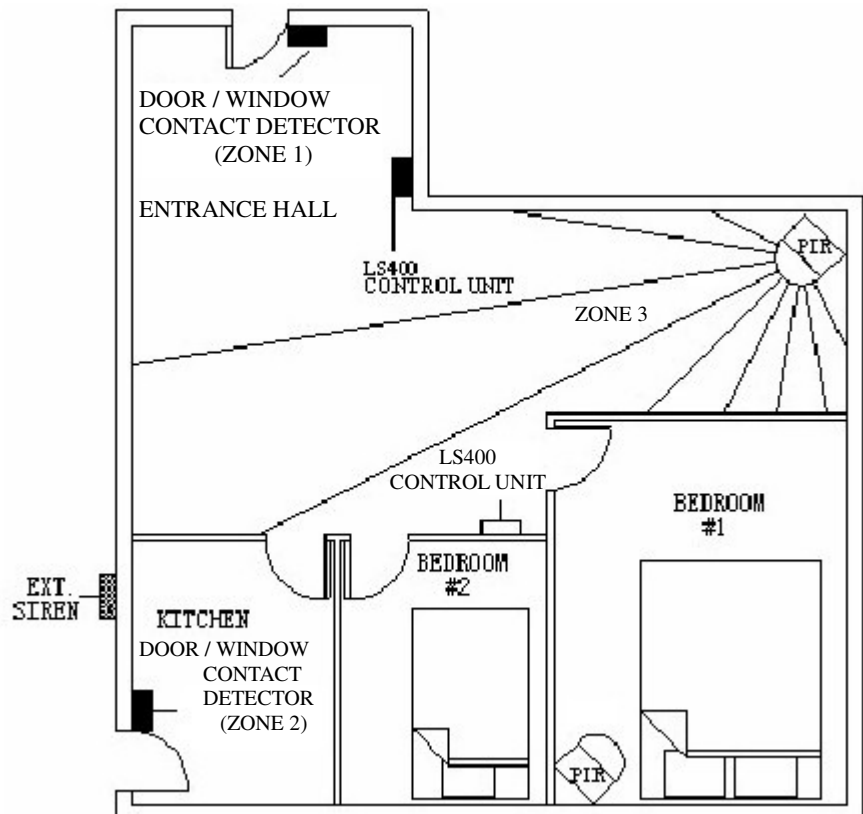 DOOR / WINDOW
CONTACT DETECTOR
(ZONE 1)
ENTRANCE HALL
PIR
LS400
CONTROL UNIT
ZONE 3
LS400
CONTROL UNIT
BEDROOM
#1
BEDROOM
#2
EXT.
SIREN
KITCHEN
DOOR / WINDOW
CONTACT
DETECTOR
(ZONE 2)
PIR